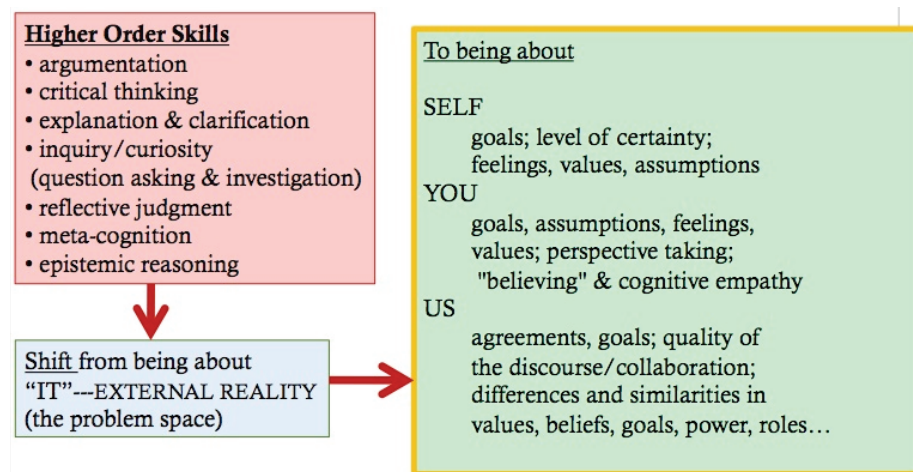 Higher Order Skills
• argumentation
• critical thinking
• explanation & clarification
• inquiry/curiosity
(question asking & investigation)
• reflective judgment
• meta-cognition
• epistemic reasoning
Shift from being about
“IT”---EXTERNAL REALITY
(the problem space)
To being about
SELF
goals; level of certainty;
feelings, values, assumptions
YOU
goals, assumptions, feelings,
values; perspective taking;
"believing" & cognitive empathy
US
agreements, goals; quality of
the discourse/collaboration;
differences and similarities in
values, beliefs, goals, power, roles…